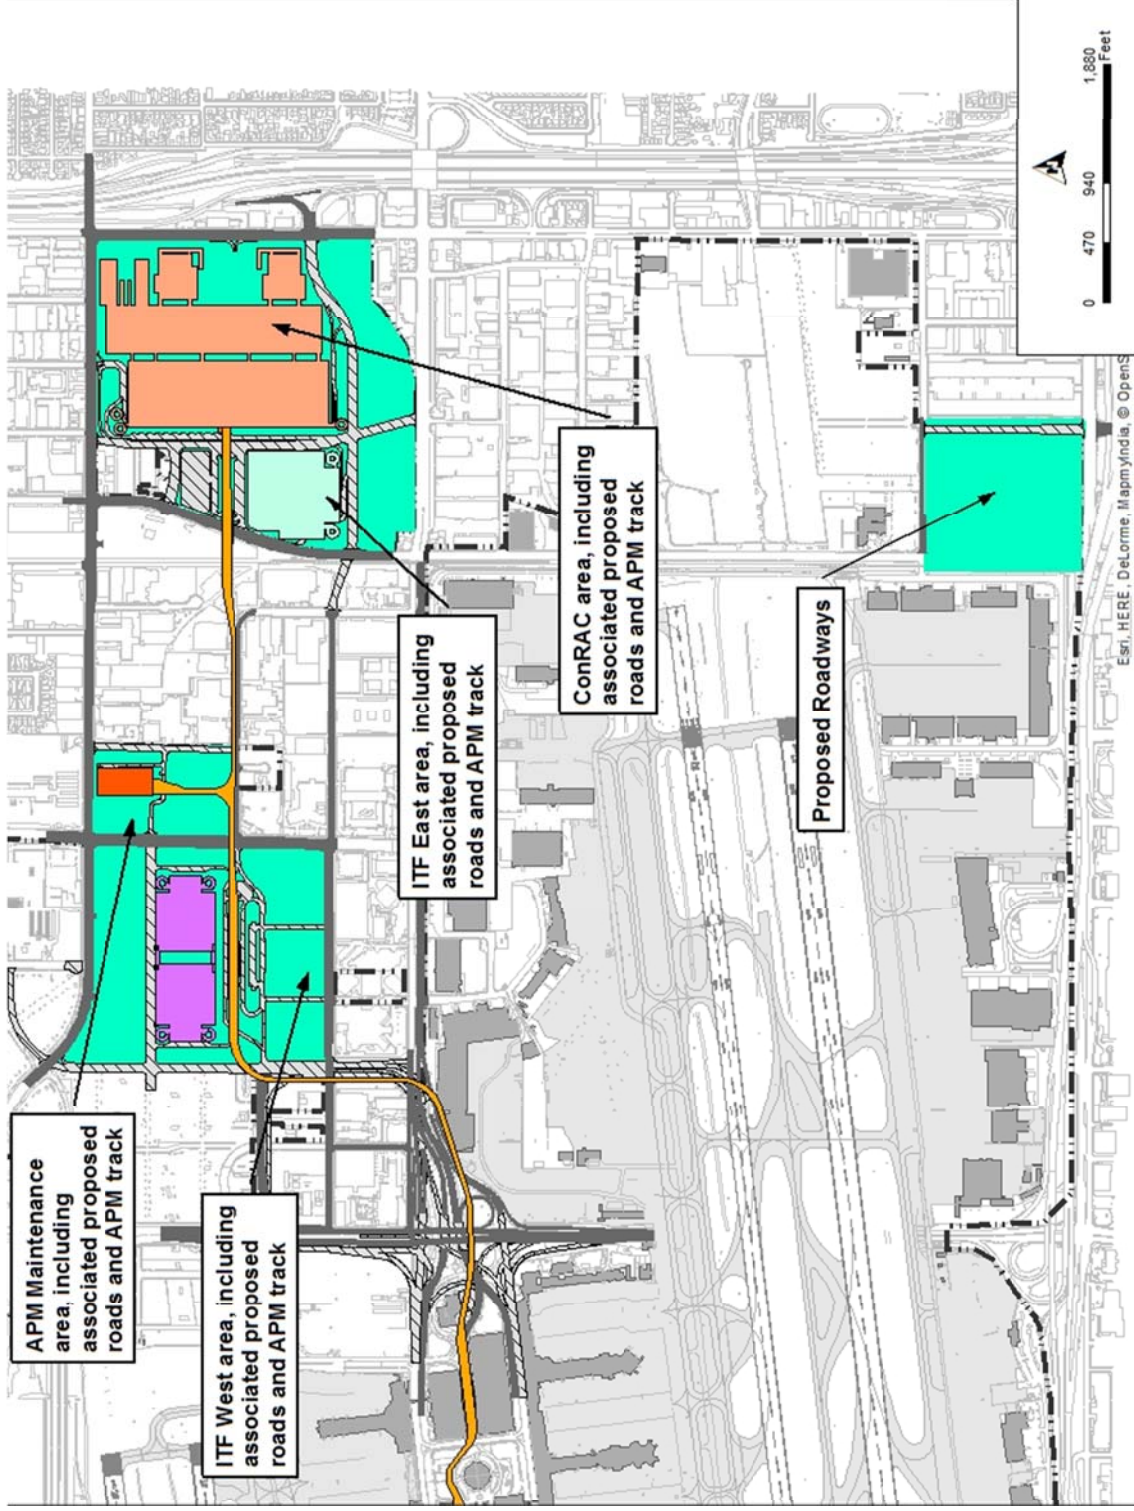 APM Maintenance
area, including
associated proposed
roads and APM track
ITF West area, including
associated proposed
roads and APM track
ITF East area, including
associated proposed
roads and APM track
ConRAC area, including
associated proposed
roads and APM track
Proposed Roadways
N
0 470 940 1,880
Feet
Esri, HERE, DeLorme, MapmyIndia, © OpenS